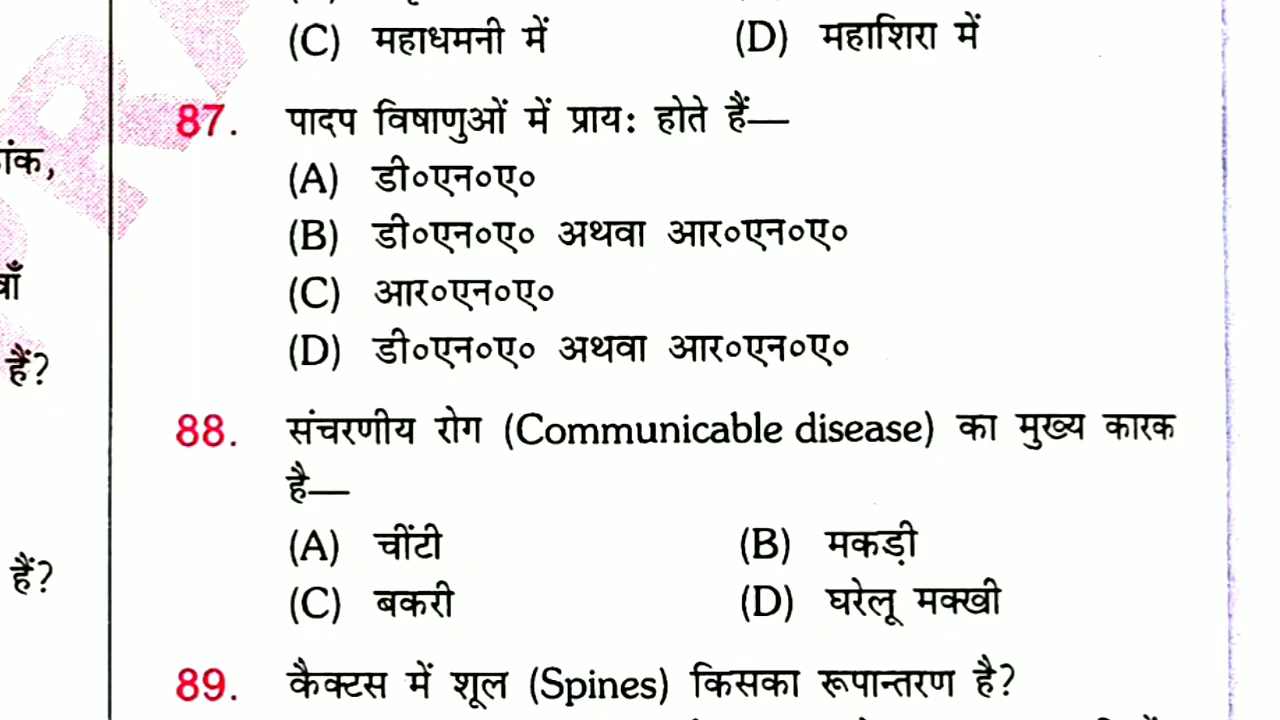 (C) महाधमनी में (D) महाशिरा में
87. पादप विषाणुओं में प्रायः होते हैं—
(A) डी०एन०ए०
(B) डी०एन०ए० अथवा आर०एन०ए०
(C) आर०एन०ए०
(D) डी०एन०ए० अथवा आर०एन०ए०
88. संचरणीय रोग (Communicable disease) का मुख्य कारक
है—
(A) चींटी (B) मकड़ी
(C) बकरी (D) घरेलू मक्खी
89. कैक्टस में शूल (Spines) किसका रूपान्तरण है?
हैं?
हैं?